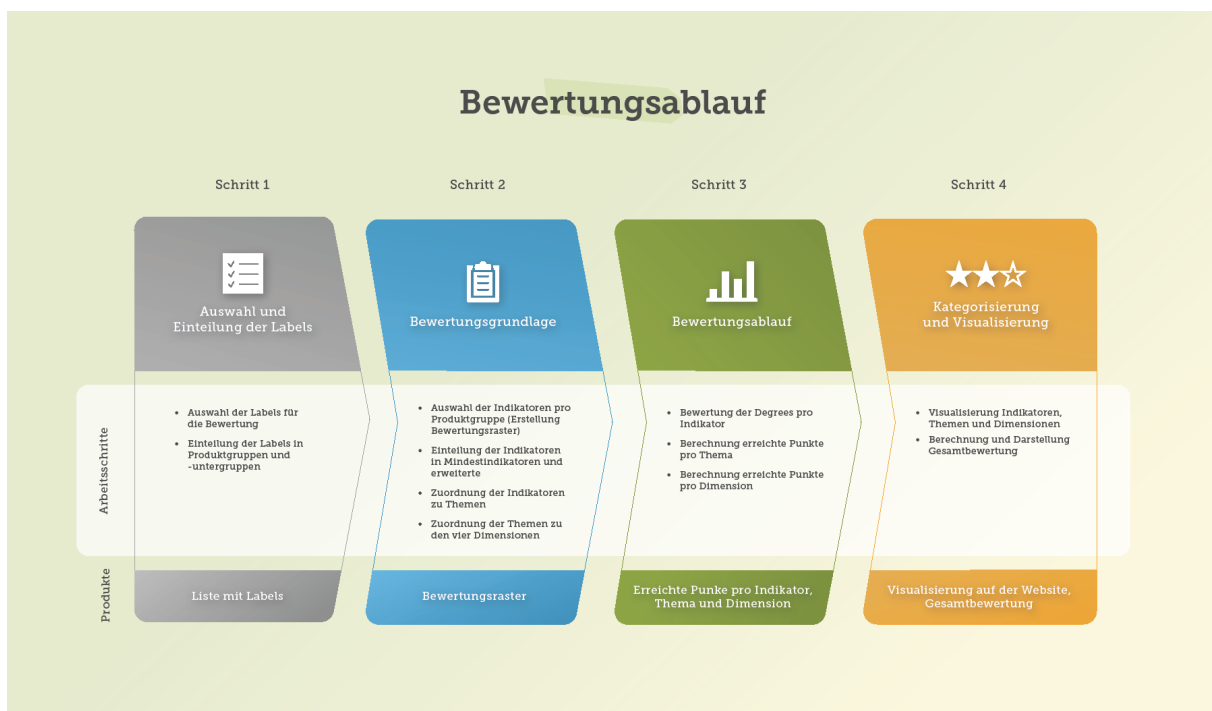 Bewertungsablauf
Schritt 1
Schritt 2
Schritt 3
Schritt 4
Auswahl und
Einteilung der Labels
Bewertungsgrundlage
Bewertungsablauf
Kategorisierung
und Visualisierung
Arbeitsschritte
• Auswahl der Labels für
die Bewertung
• Einteilung der Labels in
Produktgruppen und
-untergruppen
• Auswahl der Indikatoren pro
Produktgruppe (Erstellung
Bewertungsraster)
• Einteilung der Indikatoren
in Mindestindikatoren und
erweiterte
• Zuordnung der Indikatoren
zu Themen
• Zuordnung der Themen zu
den vier Dimensionen
• Bewertung der Degrees pro
Indikator
• Berechnung erreichte Punkte
pro Thema
• Berechnung erreichte Punkte
pro Dimension
• Visualisierung Indikatoren,
Themen und Dimensionen
• Berechnung und Darstellung
Gesamtbewertung
Produkte
Liste mit Labels
Bewertungsraster
Erreichte Punke pro Indikator,
Thema und Dimension
Visualisierung auf der Website,
Gesamtbewertung